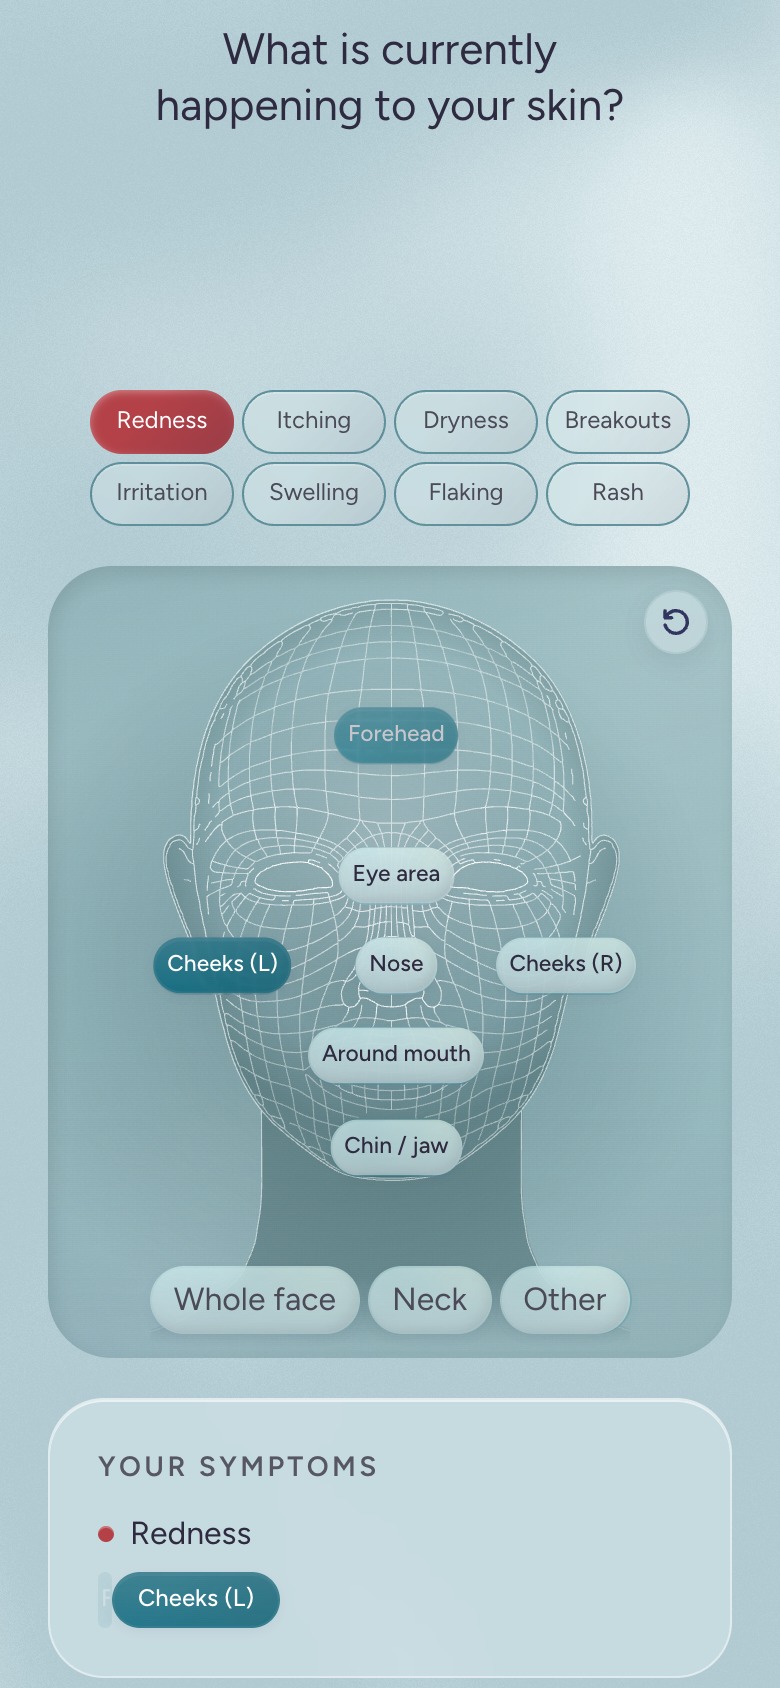 What is currently
happening to your skin?
Redness Itching Dryness Breakouts
Irritation Swelling Flaking Rash
Forehead
Eye area
Cheeks (L) Nose Cheeks (R)
Around mouth
Chin / jaw
Whole face Neck Other
YOUR SYMPTOMS
Redness
Cheeks (L)